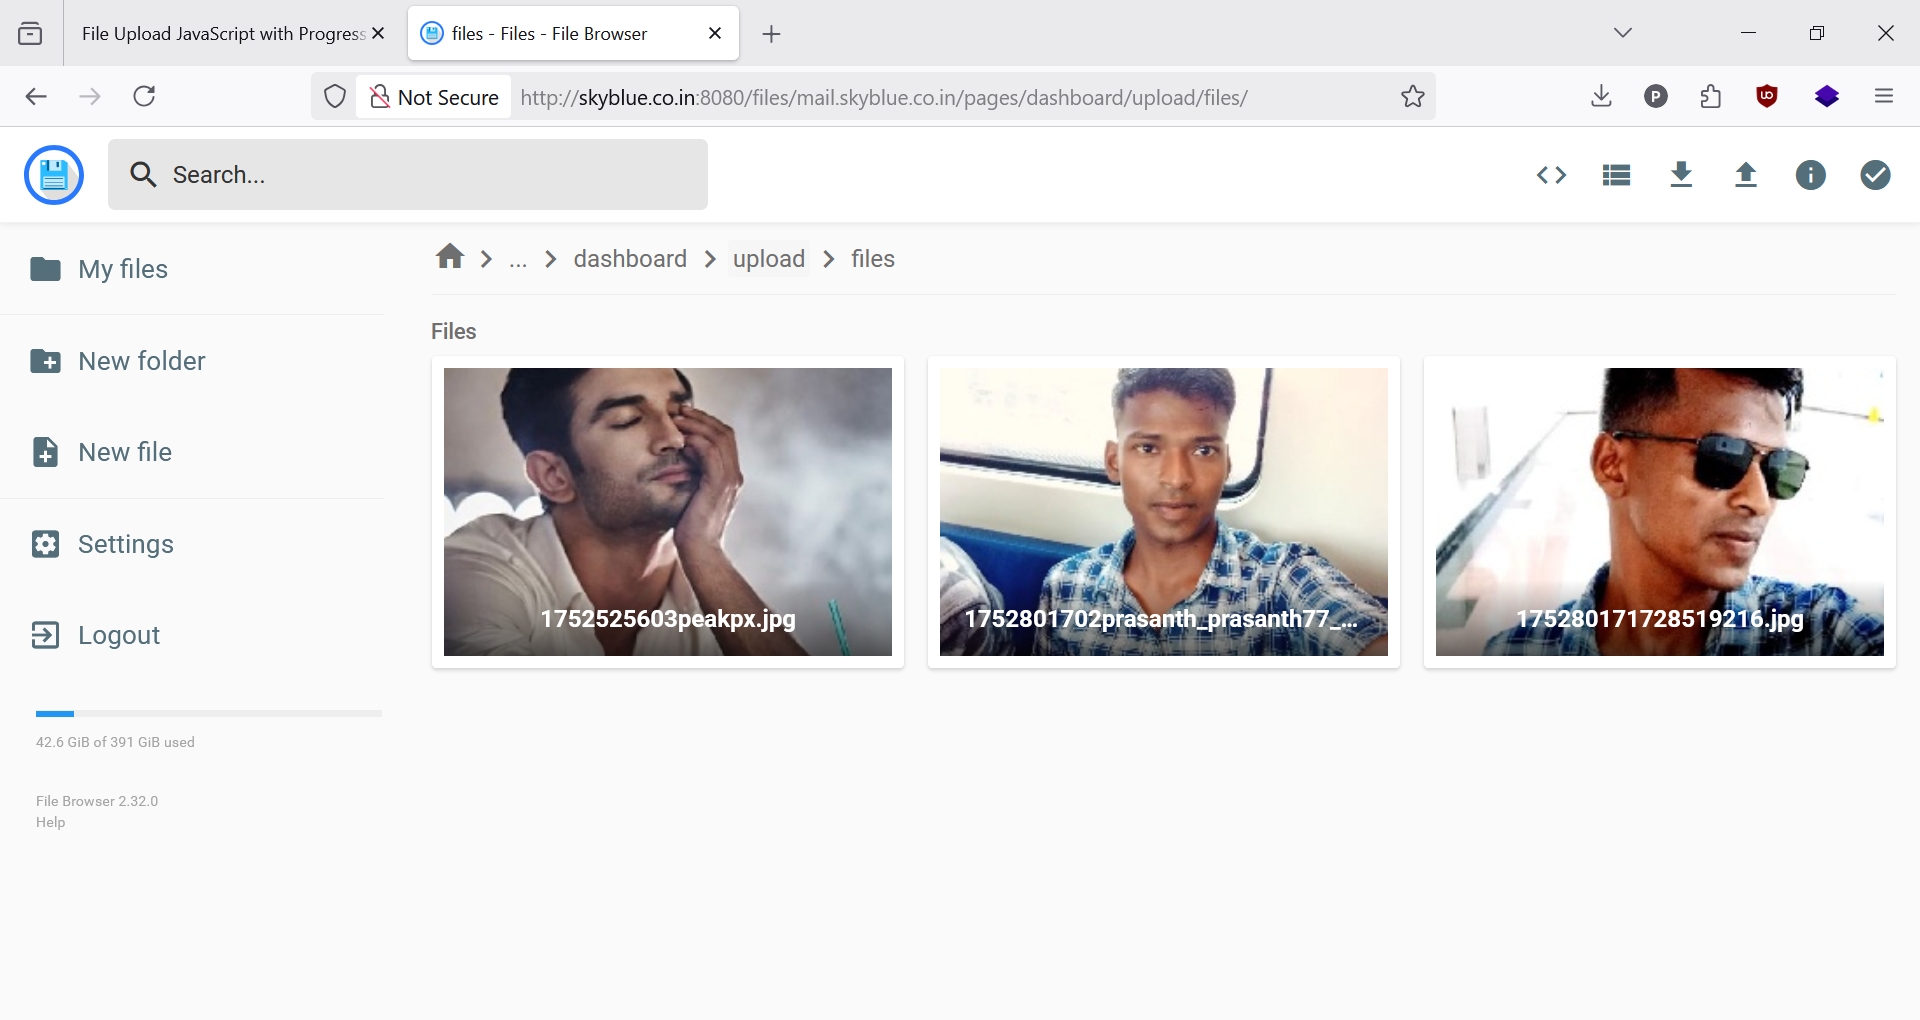 File Upload JavaScript with Progress
files - Files - File Browser
Not Secure
http://skyblue.co.in:8080/files/mail.skyblue.co.in/pages/dashboard/upload/files/
P
Search...
My files
New folder
New file
Settings
Logout
42.6 GiB of 391 GiB used
File Browser 2.32.0
Help
... dashboard upload files
Files
1752525603peakpx.jpg
1752801702prasanth_prasanth77_...
175280171728519216.jpg